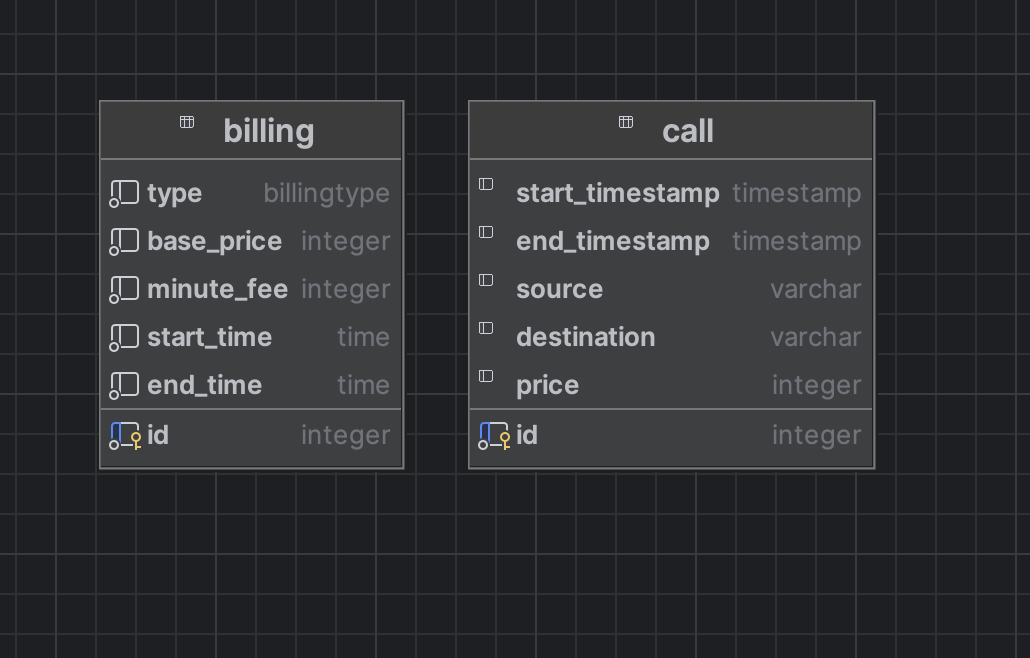 billing
type billingtype
base_price integer
minute_fee integer
start_time time
end_time time
id integer
call
start_timestamp timestamp
end_timestamp timestamp
source varchar
destination varchar
price integer
id integer